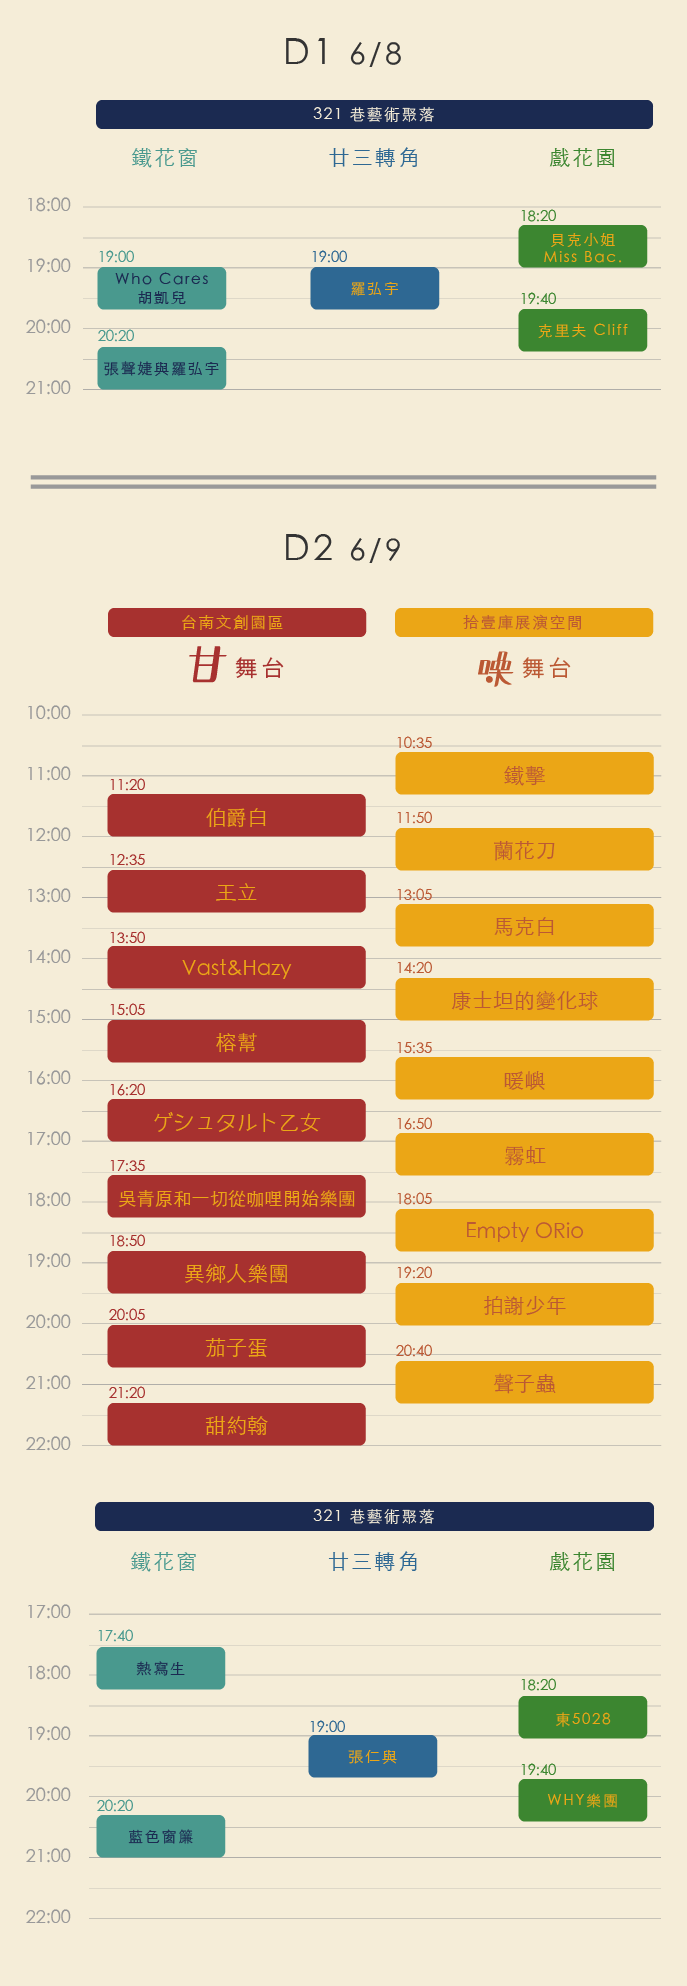 D1 6/8
321 巷藝術聚落
鐵花窗
廿三轉角
戲花園
18:00
18:20
貝克小姐
Miss Bac.
19:00
19:00
19:00
Who Cares
胡凱兒
羅弘宇
19:40
克里夫 Cliff
20:00
20:20
張聲婕與羅弘宇
21:00
D2 6/9
台南文創園區
拾壹庫展演空間
甘 舞台
噗 舞台
10:00
10:35
鐵擊
11:00
11:20
伯爵白
11:50
蘭花刀
12:00
12:35
王立
13:00
13:05
馬克白
13:50
Vast&Hazy
14:00
14:20
康士坦的變化球
15:00
15:05
榕幫
15:35
暖嶼
16:00
16:20
ゲシュタルト乙女
16:50
霧虹
17:00
17:35
吳青原和一切從咖哩開始樂團
18:00
18:05
Empty ORio
18:50
異鄉人樂團
19:00
19:20
拍謝少年
20:00
20:05
茄子蛋
20:40
聲子蟲
21:00
21:20
甜約翰
22:00
321 巷藝術聚落
鐵花窗
廿三轉角
戲花園
17:00
17:40
熱寫生
18:00
18:20
東5028
19:00
19:00
張仁與
19:40
WHY樂團
20:00
20:20
藍色窗簾
21:00
22:00